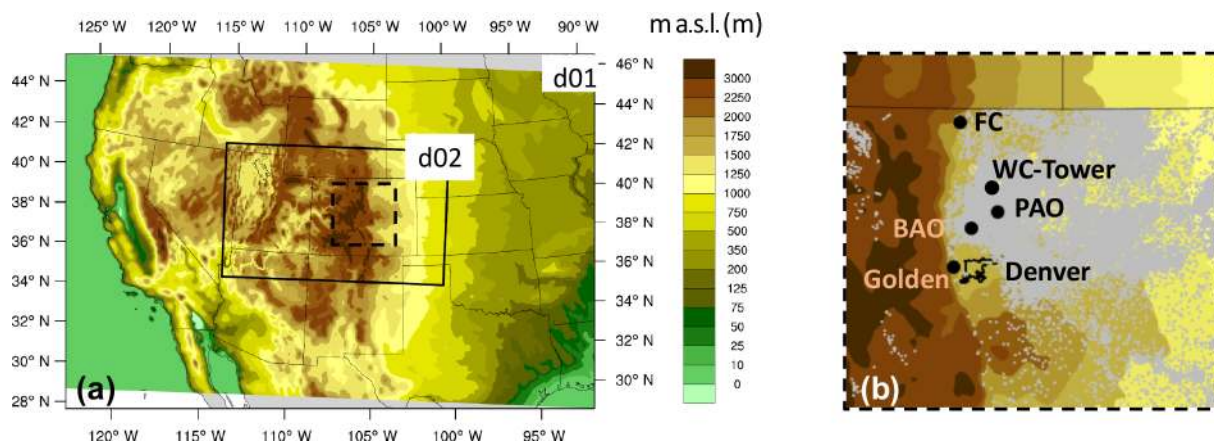 125° W 120° W 115° W 110° W 105° W 100° W 95° W 90° W
m a.s.l. (m)
44° N
42° N
40° N
38° N
36° N
34° N
32° N
30° N
28° N
d01
d02
(a)
46° N
44° N
42° N
40° N
38° N
36° N
34° N
32° N
30° N
120° W 115° W 110° W 105° W 100° W 95° W
3000
2250
2000
1750
1500
1000
750
500
350
200
125
75
50
25
10
0
FC
WC-Tower
PAO
BAO
Golden
Denver
(b)